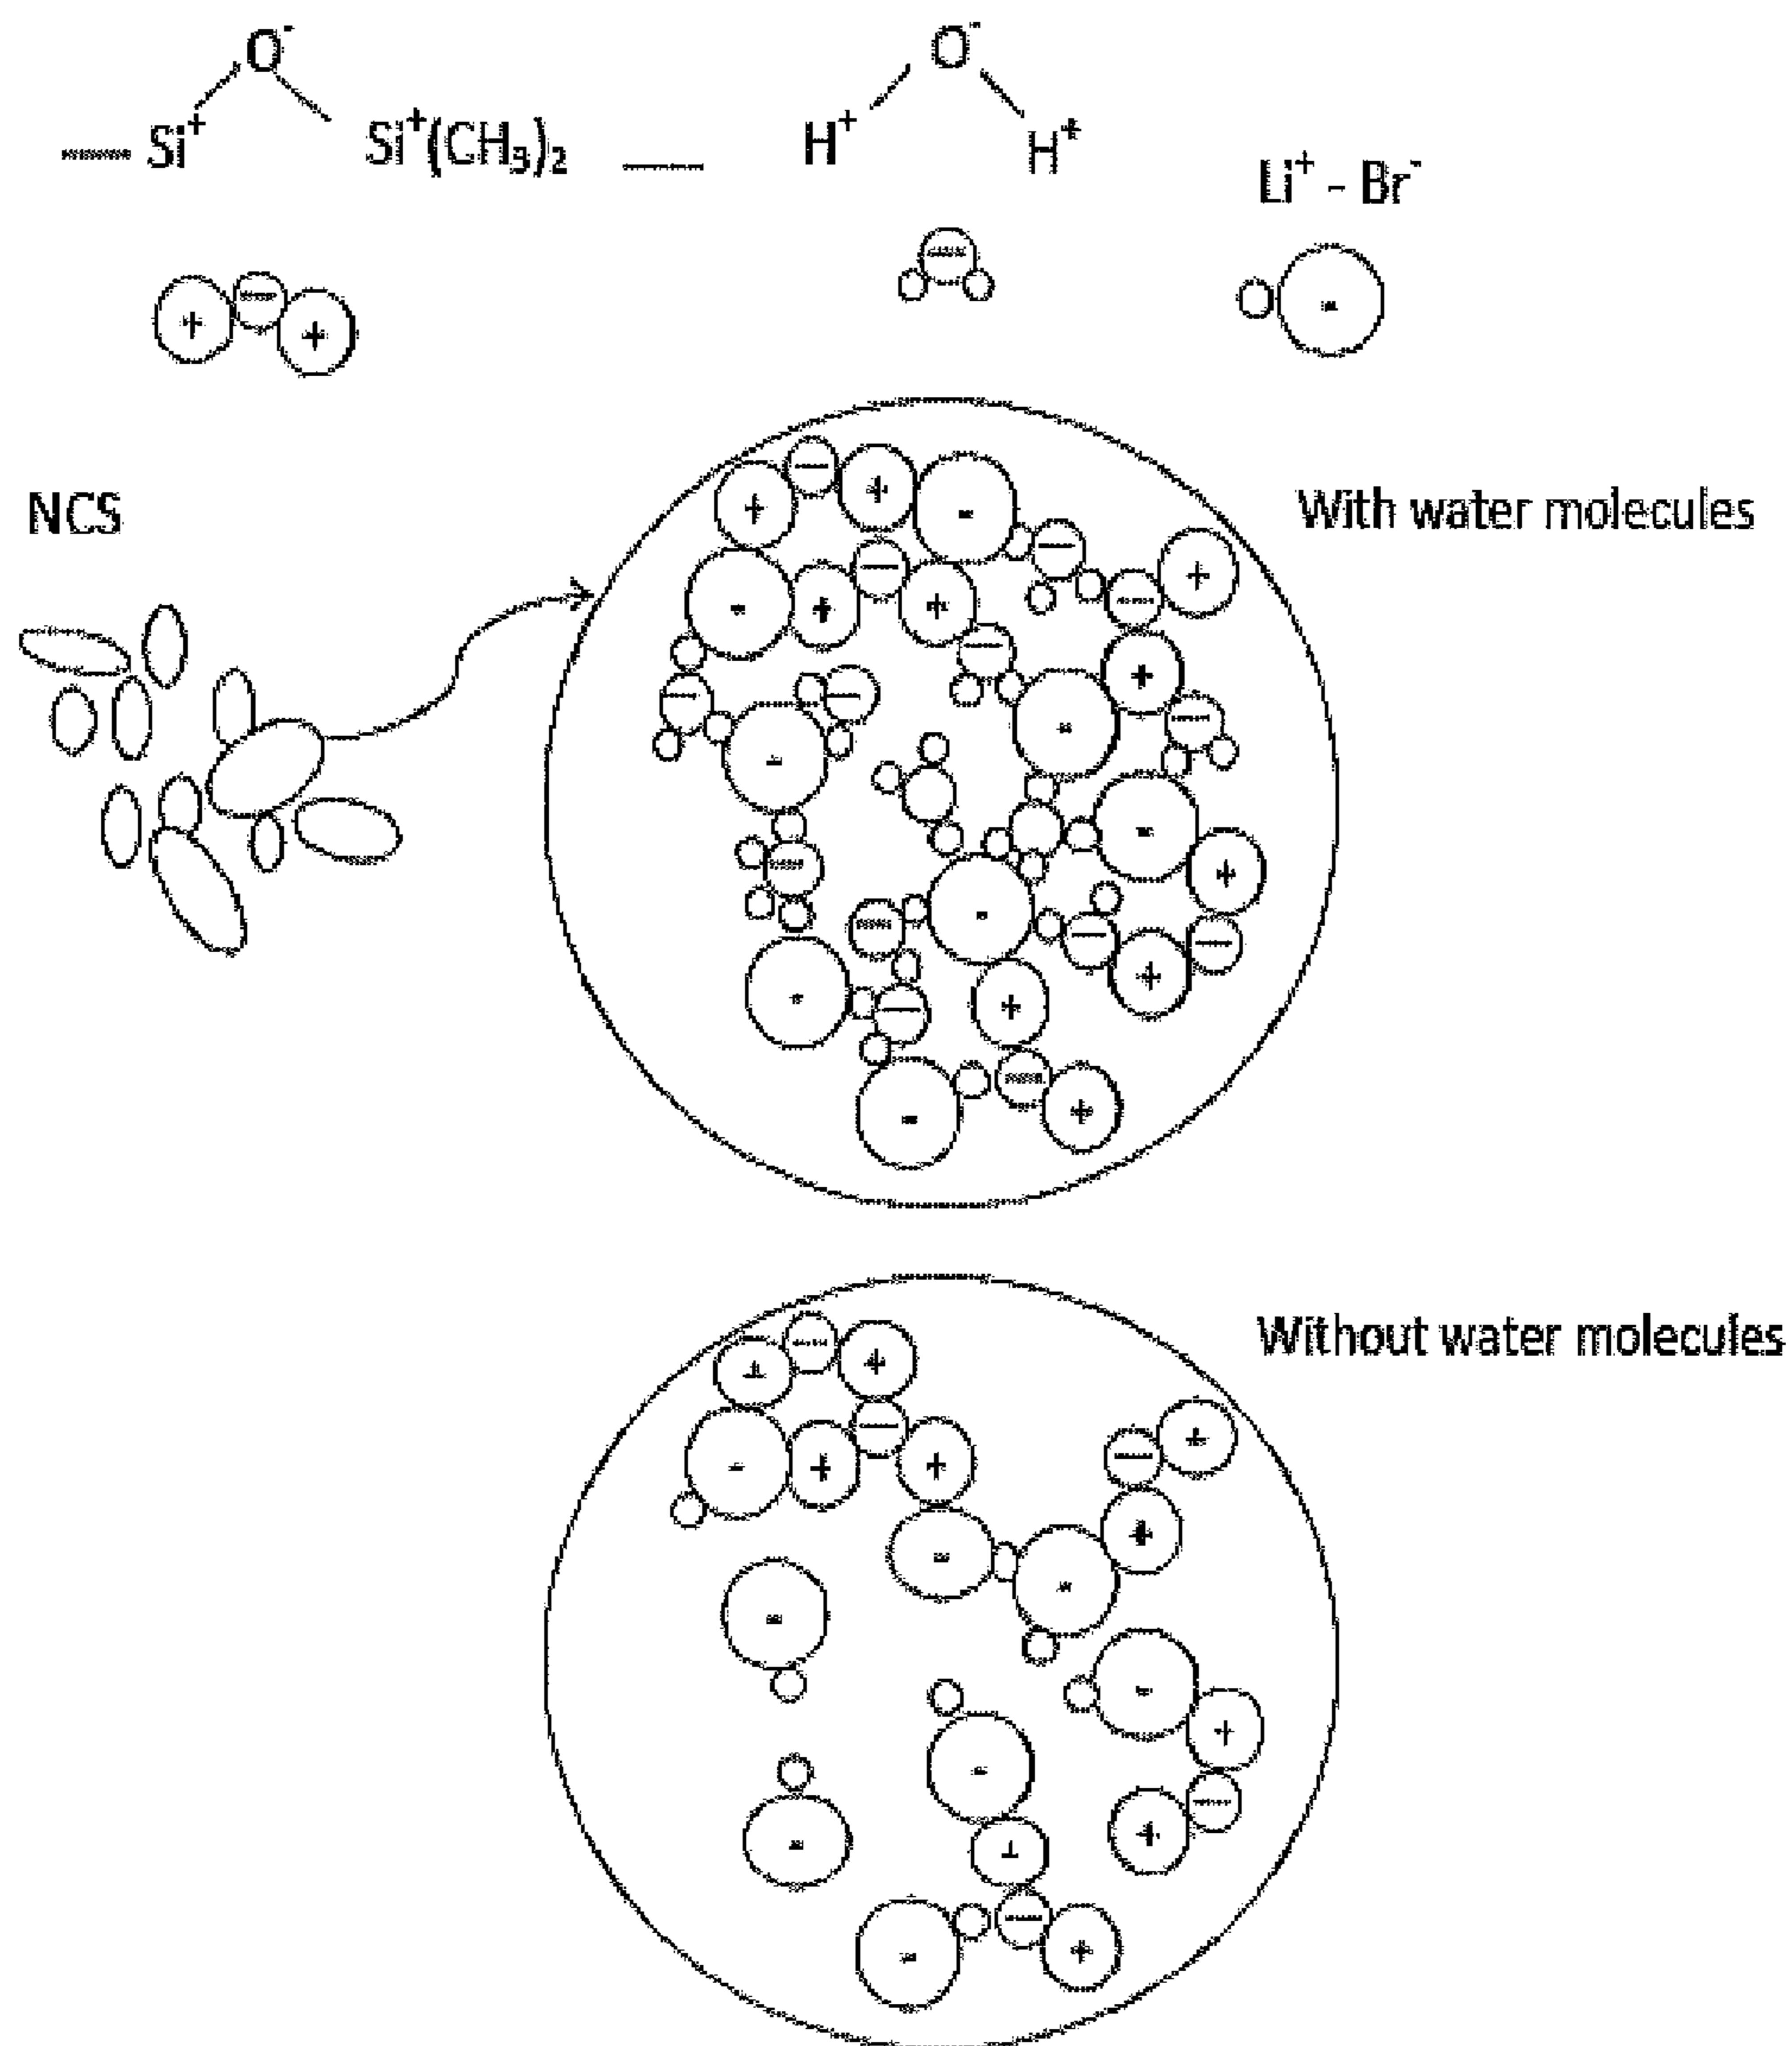 O⁻ O⁻
Si⁺ Si⁺(CH₃)₂ H⁺ H⁺
Li⁺ - Br⁻
NCS
With water molecules
Without water molecules